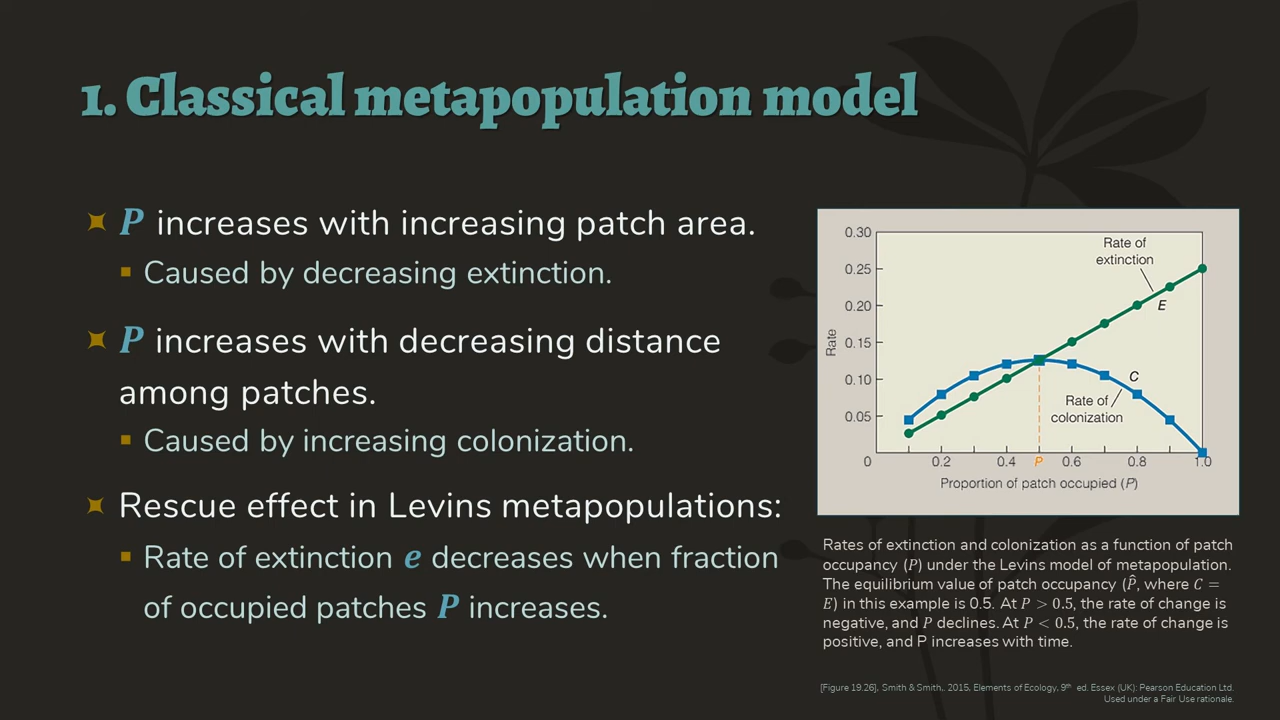 1. Classical metapopulation model
P increases with increasing patch area.
Caused by decreasing extinction.
P increases with decreasing distance
among patches.
Caused by increasing colonization.
Rescue effect in Levins metapopulations:
Rate of extinction e decreases when fraction
of occupied patches P increases.
0.30
0.25
0.20
0.15
0.10
0.05
0
Rate
Rate of
extinction
E
C
Rate of
colonization
0.2 0.4 P 0.6 0.8 1.0
Proportion of patch occupied (P)
Rates of extinction and colonization as a function of patch
occupancy (P) under the Levins model of metapopulation.
The equilibrium value of patch occupancy (P̂, where C =
E) in this example is 0.5. At P > 0.5, the rate of change is
negative, and P declines. At P < 0.5, the rate of change is
positive, and P increases with time.
[Figure 19.26]. Smith & Smith,. 2015. Elements of Ecology. 9th ed. Essex (UK): Pearson Education Ltd.
Used under a Fair Use rationale.